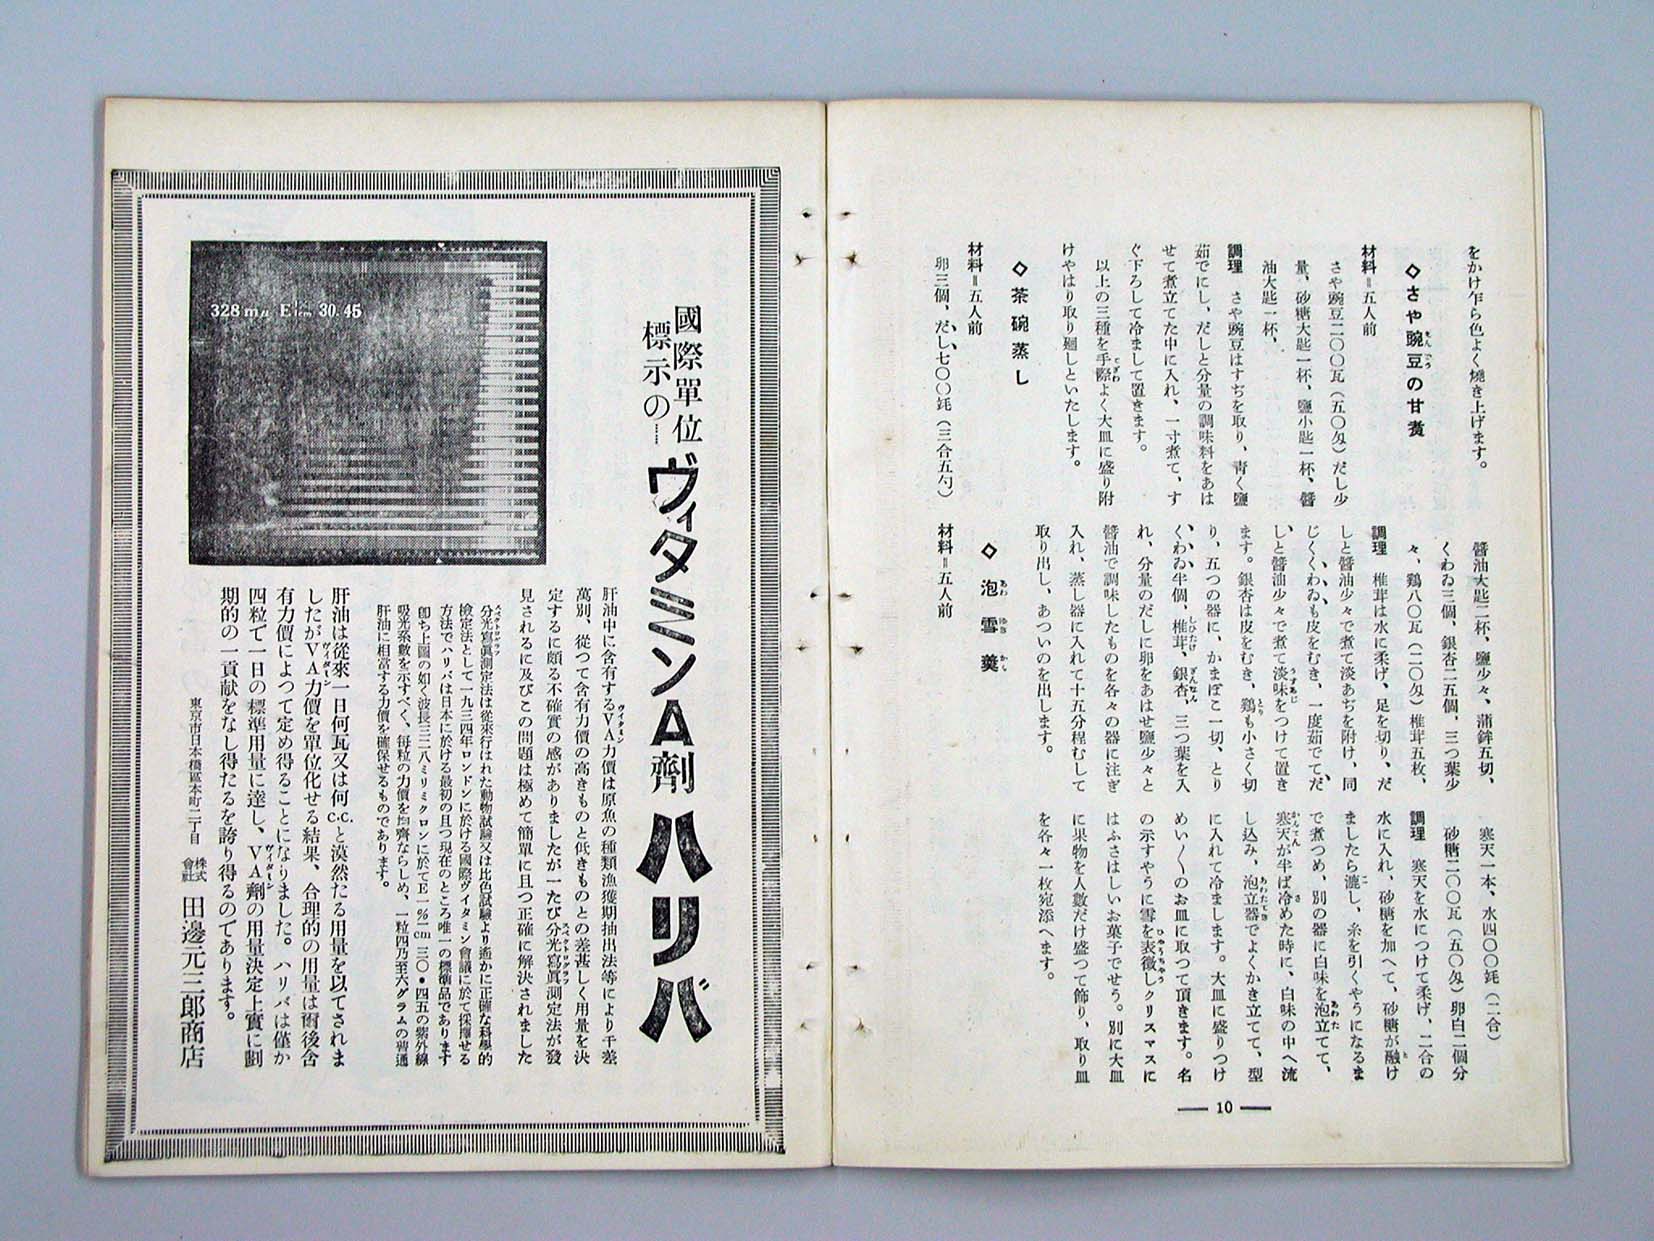 をかけ乍ら色よく燒き上げます。
◇さや豌豆の甘煮
材料＝五人前
さや豌豆二〇〇瓦（五〇匁）だし少
量、砂糖大匙一杯、鹽小匙一杯、醬
油大匙一杯、
調理　さや豌豆はすぢを取り、靑く鹽
茹でにし、だしと分量の調味料をあは
せて煮立てた中に入れ、一寸煮て、す
ぐ下ろして冷まして置きます。
以上の三種を手際よく大皿に盛り附
けやはり取り廻しといたします。
◇茶碗蒸し
材料＝五人前
卵三個、だし七〇〇竓（三合五勺）
醬油大匙二杯、鹽少々、蒲鉾五切、
くわゐ三個、銀杏二五個、三つ葉少
々、鶏八〇瓦（二〇匁）椎茸五枚、
調理　椎茸は水に柔げ、足を切り、だ
しと醬油少々で煮て淡あぢを附け、同
じくくわゐも皮をむき、一度茹でてだ
しと醬油少々で煮て淡味をつけて置き
ます。銀杏は皮をむき、鶏も小さく切
り、五つの器に、かまぼこ一切、とり
くわゐ半個、椎茸、銀杏、三つ葉を入
れ、分量のだしに卵をあはせ鹽少々と
醬油で調味したものを各々の器に注ぎ
入れ、蒸し器に入れて十五分程むして
取り出し、あついのを出します。
◇泡雪羹
材料＝五人前
寒天一本、水四〇〇竓（二合）
砂糖二〇〇瓦（五〇匁）卵白二個分
調理　寒天を水につけて柔げ、二合の
水に入れ、砂糖を加へて、砂糖が融け
ましたら漉し、糸を引くやうになるま
で煮つめ、別の器に白味を泡立てて、
寒天が半ば冷めた時に、白味の中へ流
し込み、泡立器でよくかき立てて、型
に入れて冷まします。大皿に盛りつけ
めい〱のお皿に取つて頂きます。名
の示すやうに雪を表徴しクリスマスに
はふさはしいお菓子でせう。別に大皿
に果物を人數だけ盛つて飾り、取り皿
を各々一枚宛添へます。
— 10 —
國際單位
標示の……
ヴィタミンA劑 ハリバ
328mμ E1%1cm 30.45
肝油中に含有するVA力價は原魚の種類漁獲期抽出法等により千差
萬別、從つて含有力價の高きものと低きものとの差甚しく用量を決
定するに頗る不確實の感がありましたが一たび分光寫眞測定法が發
見されるに及びこの問題は極めて簡單に且つ正確に解決されました
分光寫眞測定法は從來行はれた動物試驗又は比色試驗より遙かに正確な科學的
檢定法として一九三四年ロンドンに於ける國際ヴイタミン會議に於て採擇せる
方法でハリバは日本に於ける最初の且つ現在のところ唯一の標準品であります
卽ち上圖の如く波長三二八ミリミクロンに於てE1%1cm三〇・四五の紫外線
吸光系數を示すべく、每粒の力價を均齊ならしめ、一粒四乃至六グラムの普通
肝油に相當する力價を確保せるものであります。
肝油は從來一日何瓦又は何c.c.と漠然たる用量を以てされま
したがVA力價を單位化せる結果、合理的の用量は爾後含
有力價によつて定め得ることになりました。ハリバは僅か
四粒で一日の標準用量に達し、VA劑の用量決定上實に劃
期的の一貢献をなし得たるを誇り得るのであります。
東京市日本橋區本町二丁目 株式會社 田邊元三郎商店